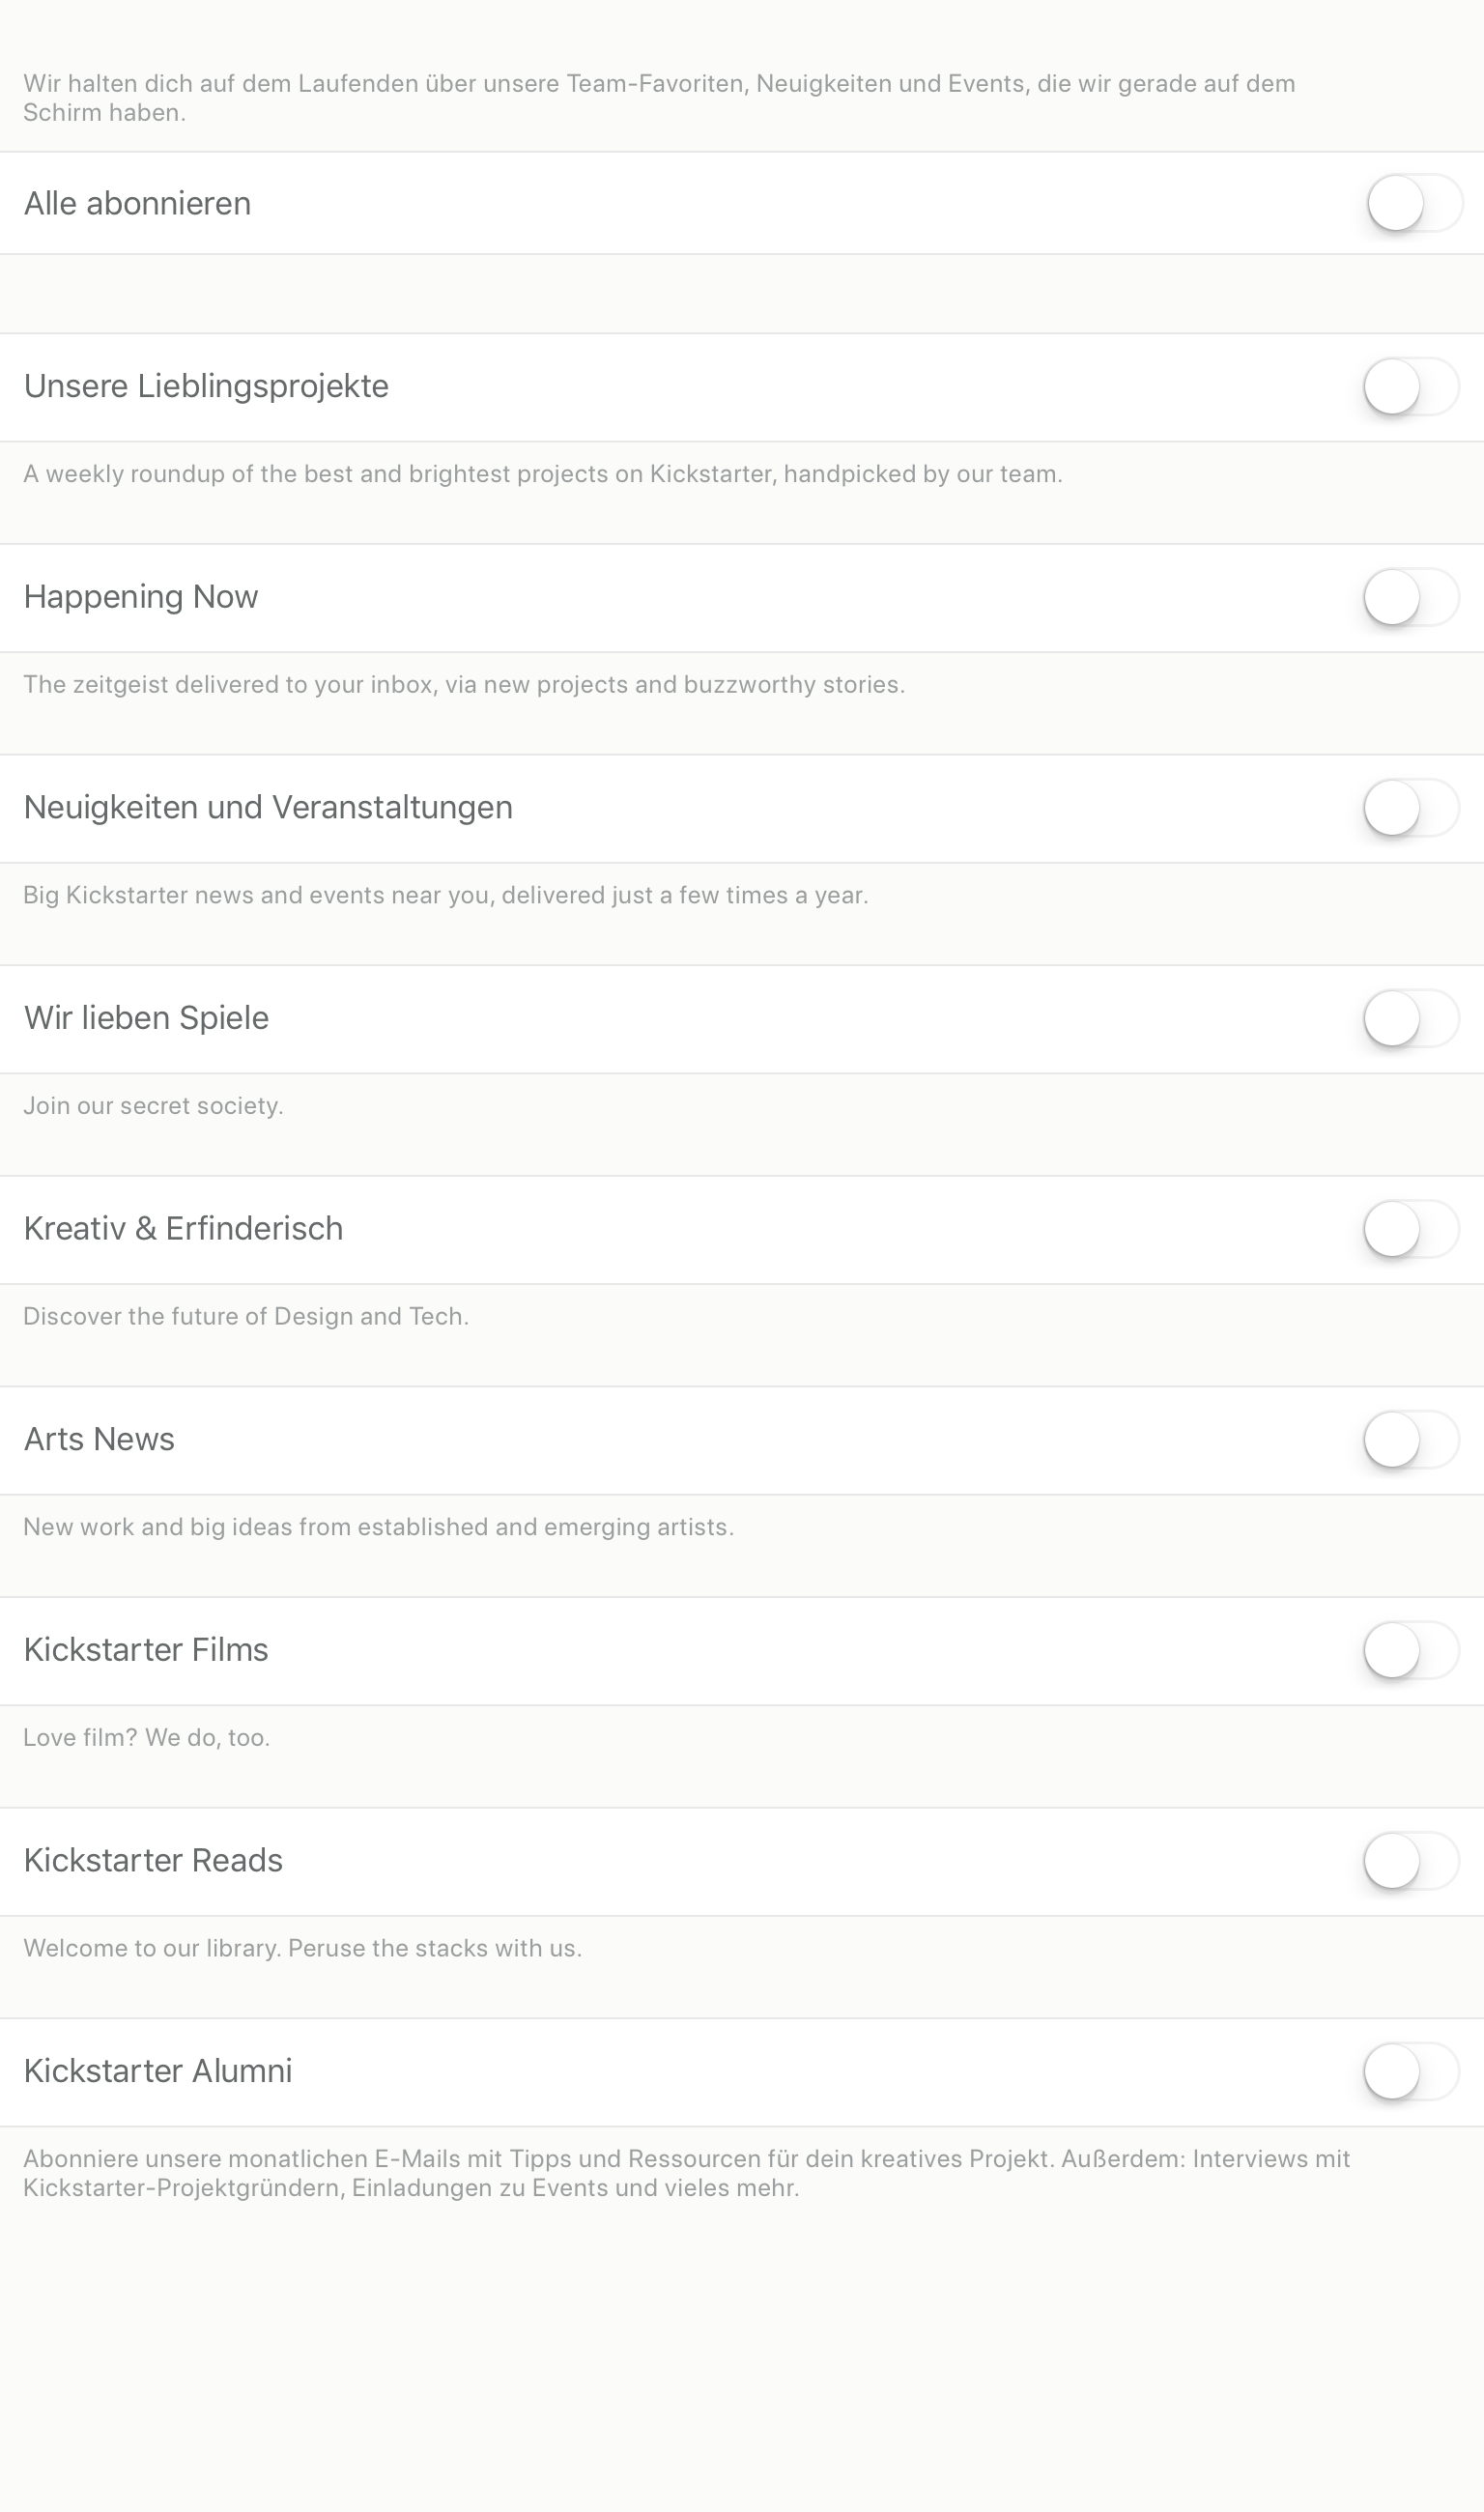 Wir halten dich auf dem Laufenden über unsere Team-Favoriten, Neuigkeiten und Events, die wir gerade auf dem
Schirm haben.
Alle abonnieren
Unsere Lieblingsprojekte
A weekly roundup of the best and brightest projects on Kickstarter, handpicked by our team.
Happening Now
The zeitgeist delivered to your inbox, via new projects and buzzworthy stories.
Neuigkeiten und Veranstaltungen
Big Kickstarter news and events near you, delivered just a few times a year.
Wir lieben Spiele
Join our secret society.
Kreativ & Erfinderisch
Discover the future of Design and Tech.
Arts News
New work and big ideas from established and emerging artists.
Kickstarter Films
Love film? We do, too.
Kickstarter Reads
Welcome to our library. Peruse the stacks with us.
Kickstarter Alumni
Abonniere unsere monatlichen E-Mails mit Tipps und Ressourcen für dein kreatives Projekt. Außerdem: Interviews mit
Kickstarter-Projektgründern, Einladungen zu Events und vieles mehr.